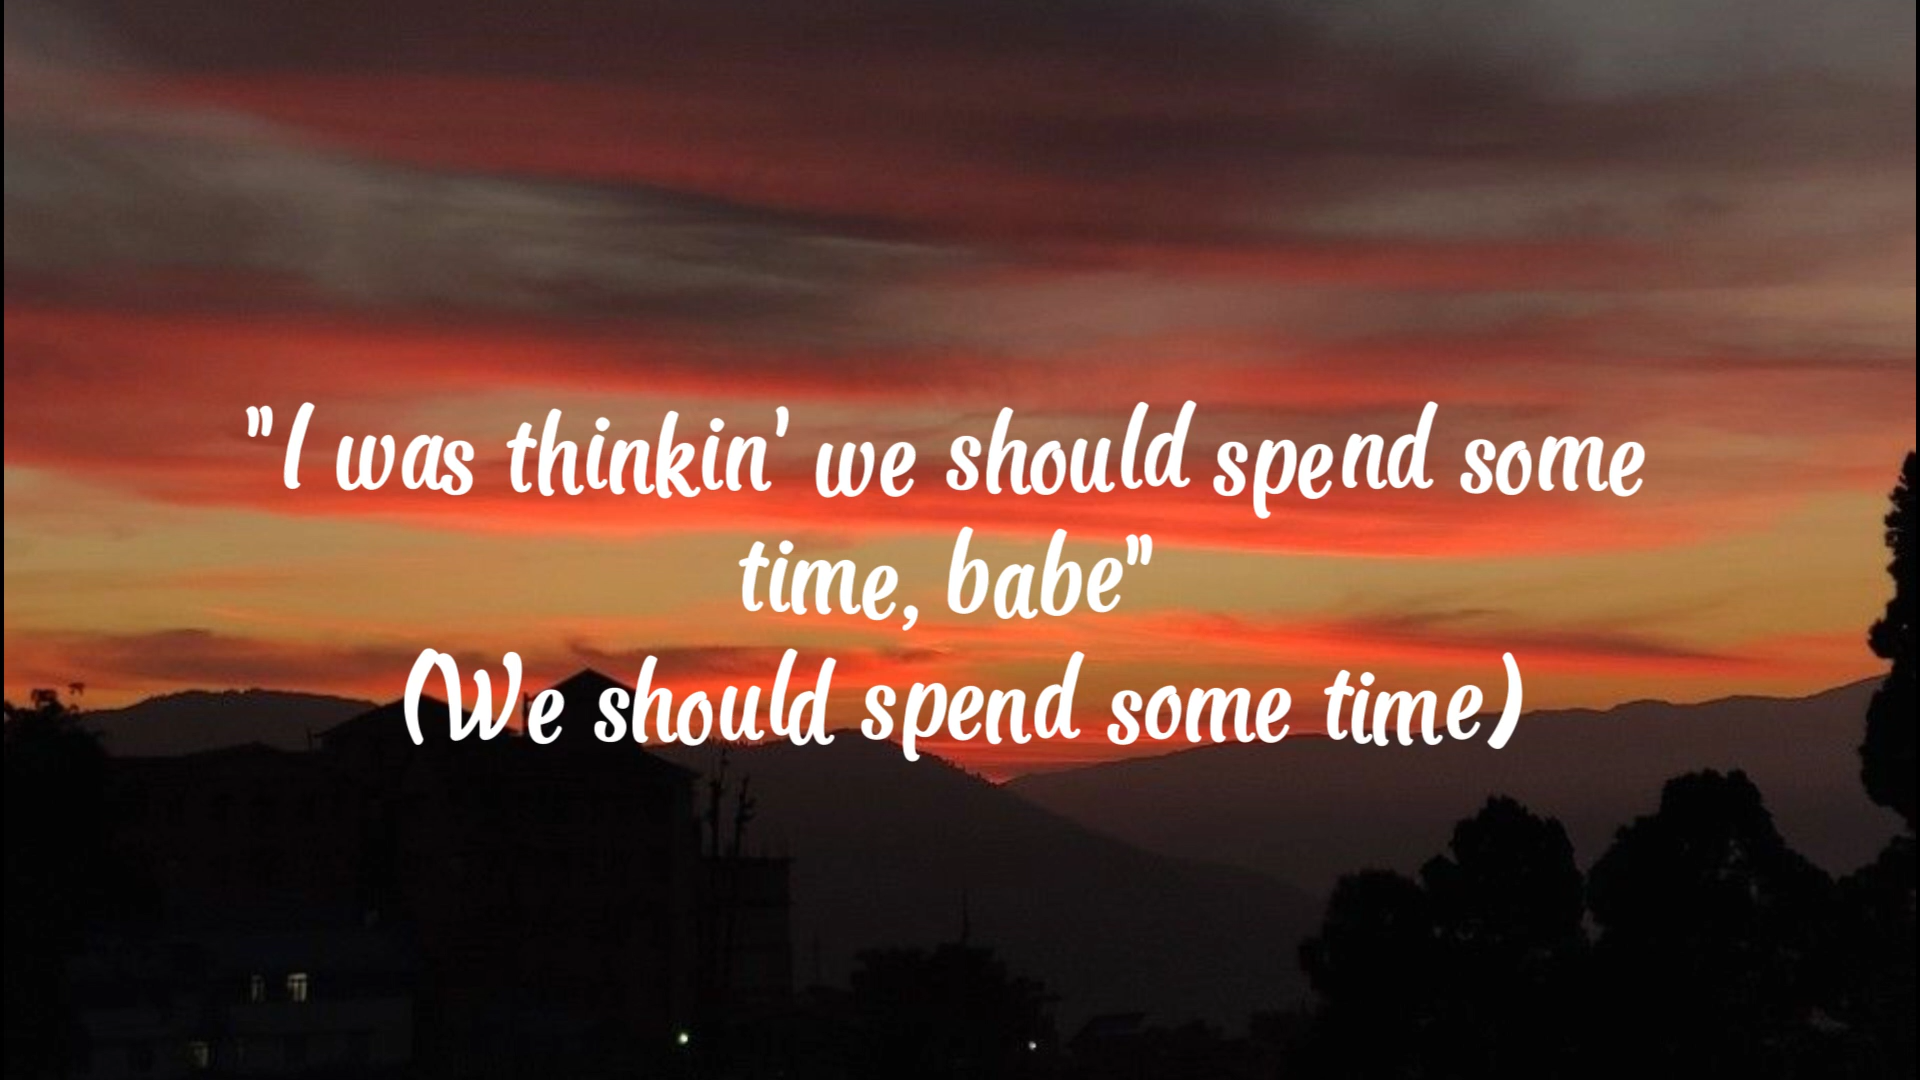 "I was thinkin' we should spend some
time, babe"
(We should spend some time)